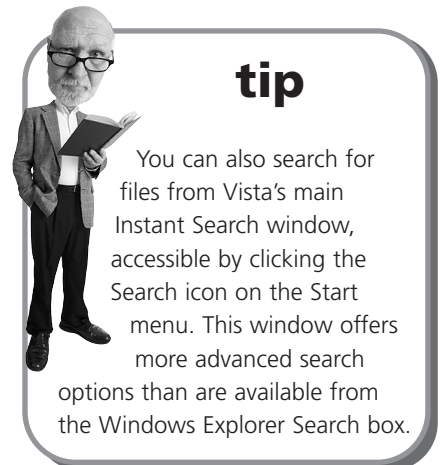 tip
You can also search for
files from Vista’s main
Instant Search window,
accessible by clicking the
Search icon on the Start
menu. This window offers
more advanced search
options than are available from
the Windows Explorer Search box.